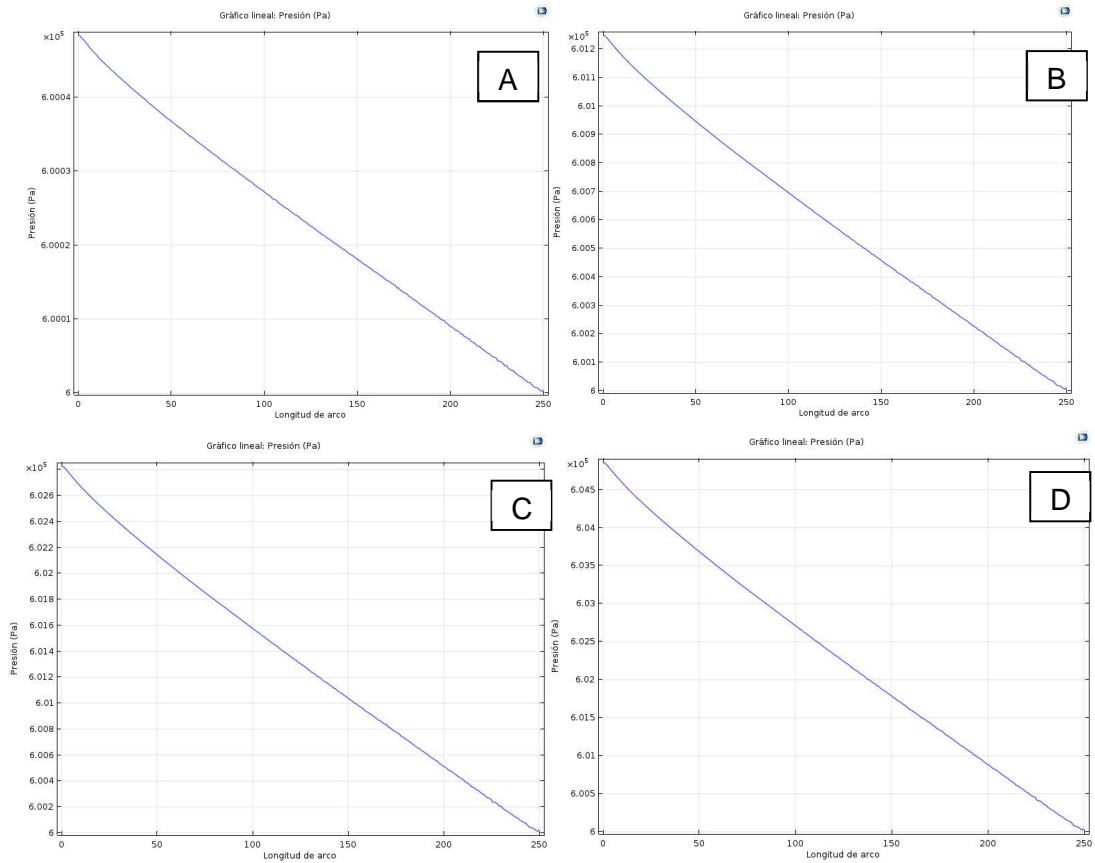 Gráfico lineal: Presión (Pa)
×10⁵
A
6.0004
6.0003
6.0002
6.0001
6
Presión (Pa)
0 50 100 150 200 250
Longitud de arco
Gráfico lineal: Presión (Pa)
×10⁵
B
6.012
6.011
6.01
6.009
6.008
6.007
6.006
6.005
6.004
6.003
6.002
6.001
6
Presión (Pa)
0 50 100 150 200 250
Longitud de arco
Gráfico lineal: Presión (Pa)
×10⁵
C
6.026
6.024
6.022
6.02
6.018
6.016
6.014
6.012
6.01
6.008
6.006
6.004
6.002
6
Presión (Pa)
0 50 100 150 200 250
Longitud de arco
Gráfico lineal: Presión (Pa)
×10⁵
D
6.045
6.04
6.035
6.03
6.025
6.02
6.015
6.01
6.005
6
Presión (Pa)
0 50 100 150 200 250
Longitud de arco